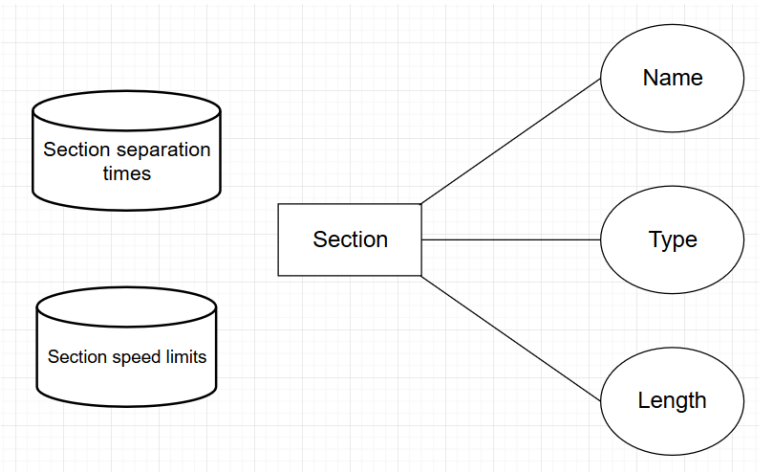 Section separation
times
Section speed limits
Section
Name
Type
Length